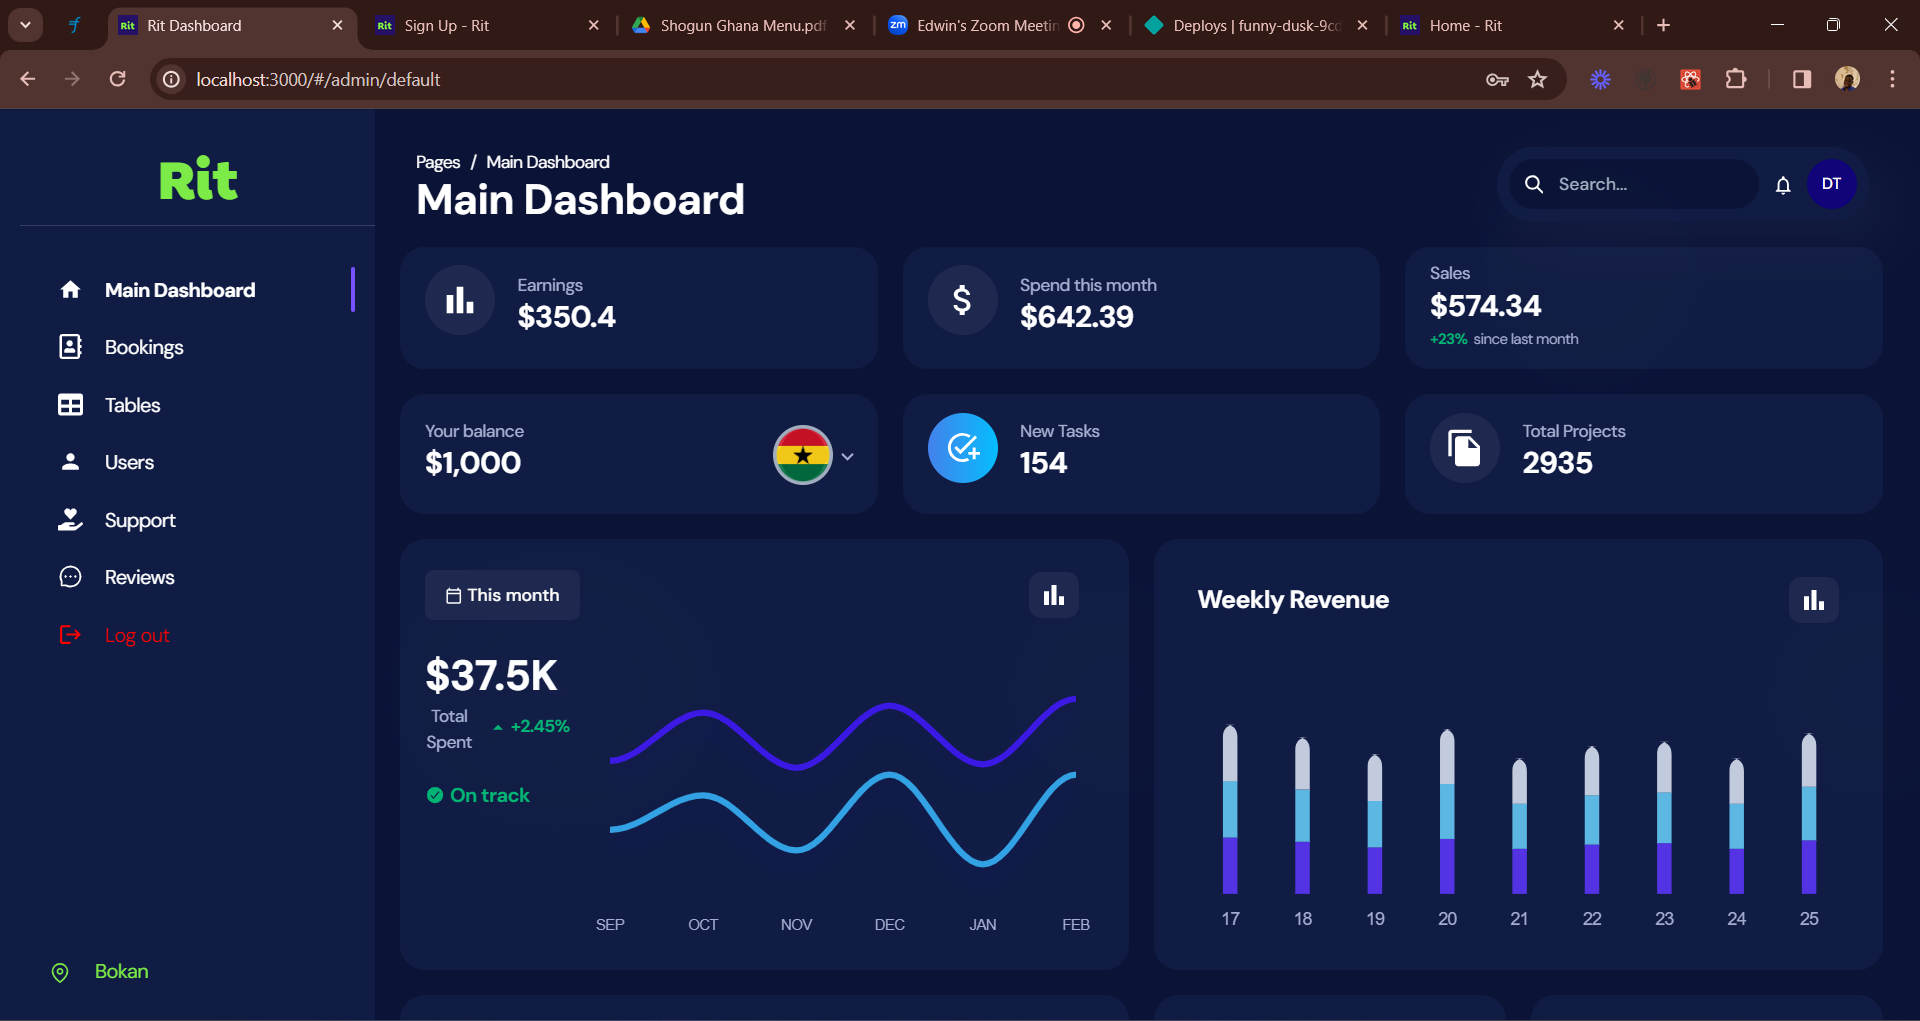 Rit Dashboard
Sign Up - Rit
Shogun Ghana Menu.pdf
zm Edwin's Zoom Meetin
Deploys | funny-dusk-9cd
Home - Rit
localhost:3000/#/admin/default
Rit
Main Dashboard
Bookings
Tables
Users
Support
Reviews
Log out
Bokan
Pages / Main Dashboard
Main Dashboard
Search...
DT
Earnings
$350.4
Spend this month
$642.39
Sales
$574.34
+23% since last month
Your balance
$1,000
New Tasks
154
Total Projects
2935
This month
$37.5K
Total
Spent
+2.45%
On track
SEP OCT NOV DEC JAN FEB
Weekly Revenue
17 18 19 20 21 22 23 24 25